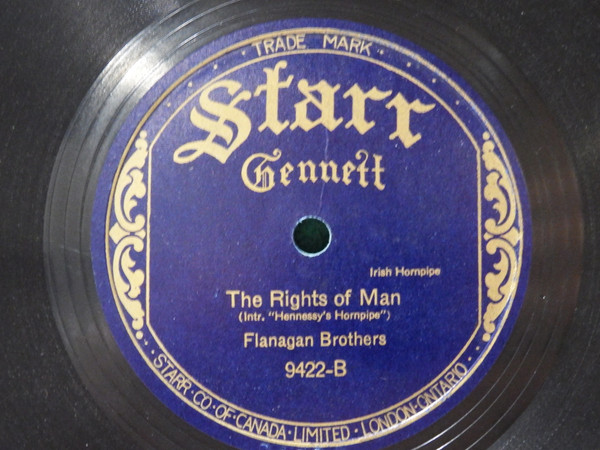 · TRADE MARK ·
Starr
Gennett
Irish Hornpipe
The Rights of Man
(Intr. "Hennessy's Hornpipe")
Flanagan Brothers
9422-B
· STARR · CO · OF · CANADA · LIMITED · LONDON · ONTARIO ·